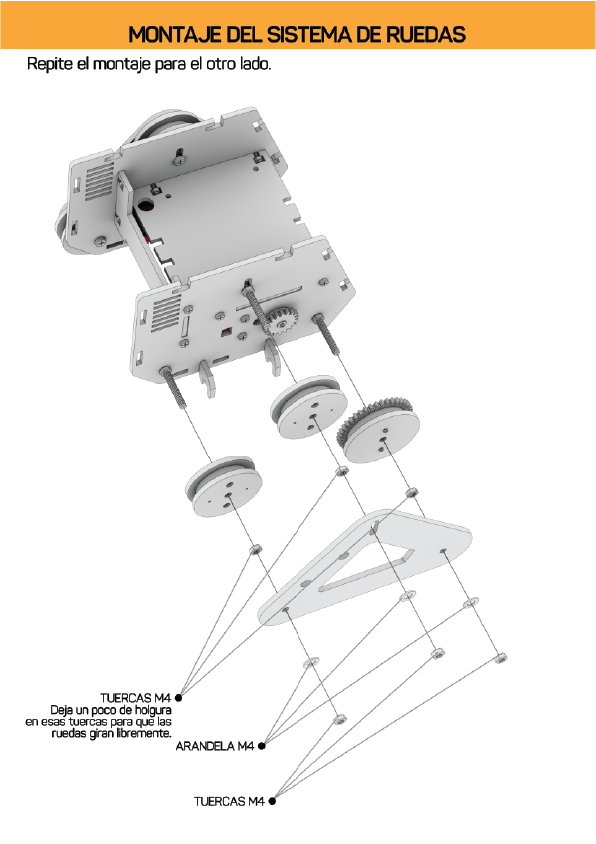 MONTAJE DEL SISTEMA DE RUEDAS
Repite el montaje para el otro lado.
TUERCAS M4
Deja un poco de holgura
en esas tuercas para que las
ruedas giran libremente.
ARANDELA M4
TUERCAS M4